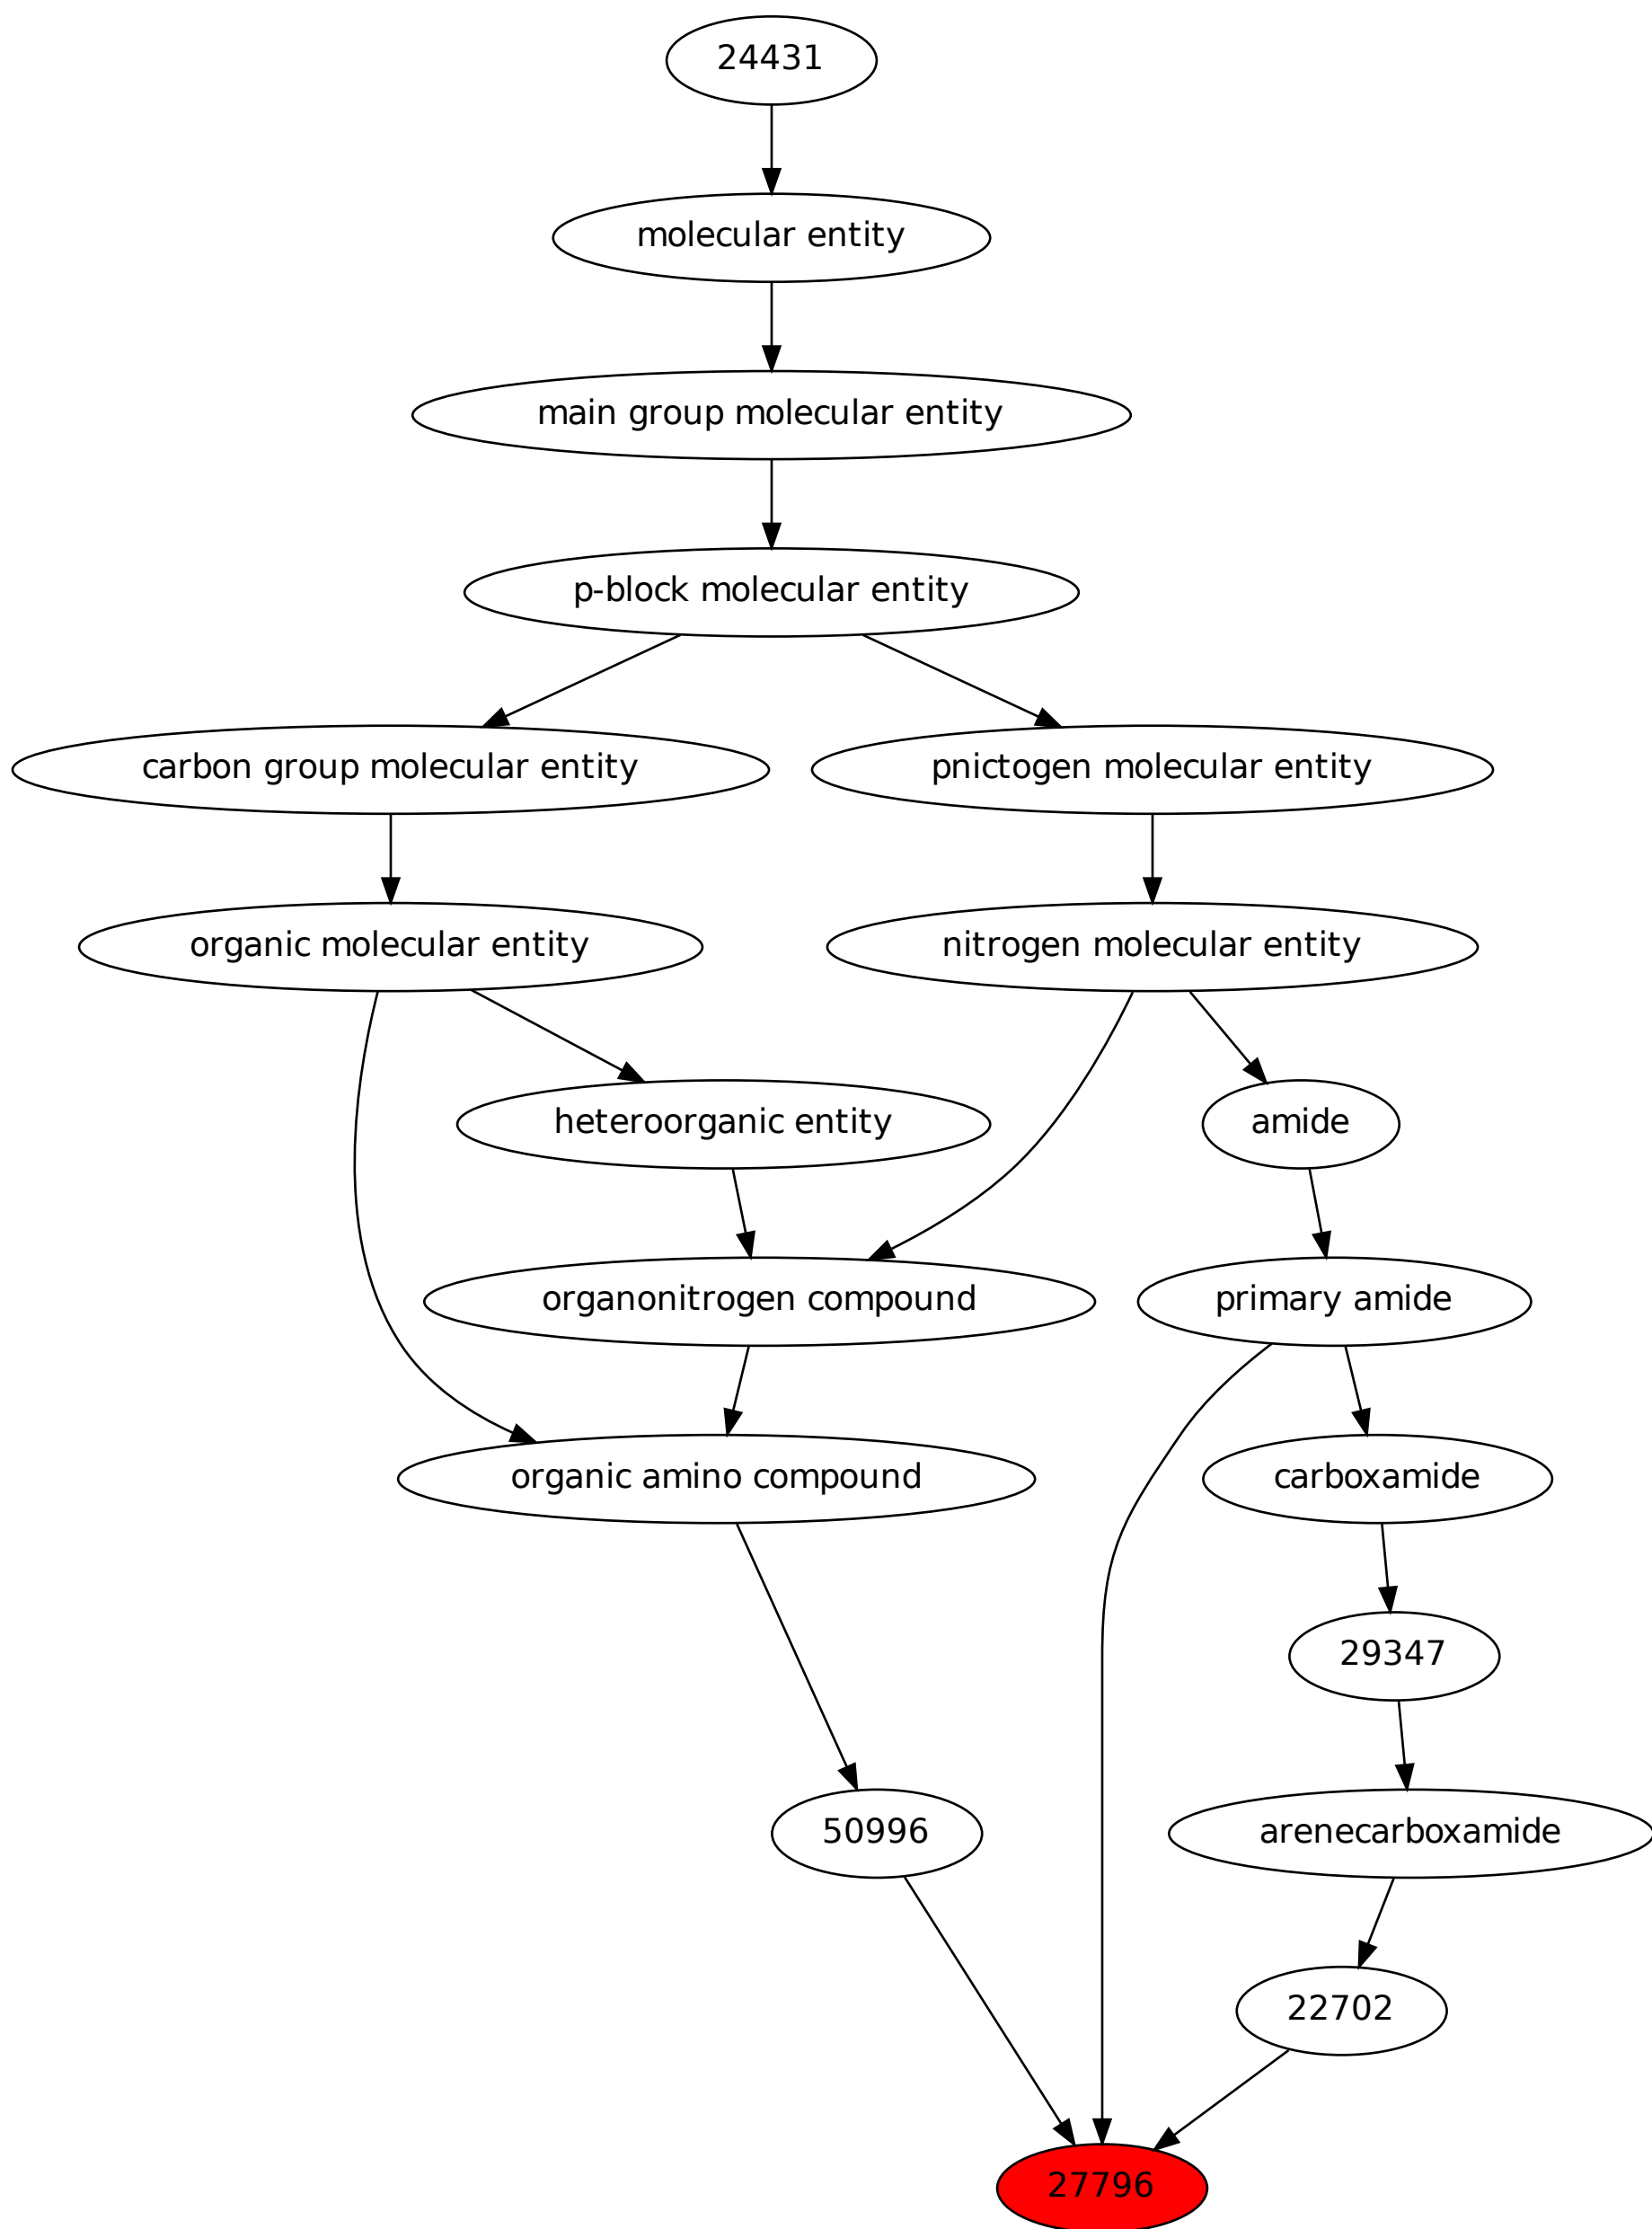 24431
molecular entity
main group molecular entity
p-block molecular entity
carbon group molecular entity
pnictogen molecular entity
organic molecular entity
nitrogen molecular entity
heteroorganic entity
amide
organonitrogen compound
primary amide
organic amino compound
carboxamide
29347
50996
arenecarboxamide
22702
27796